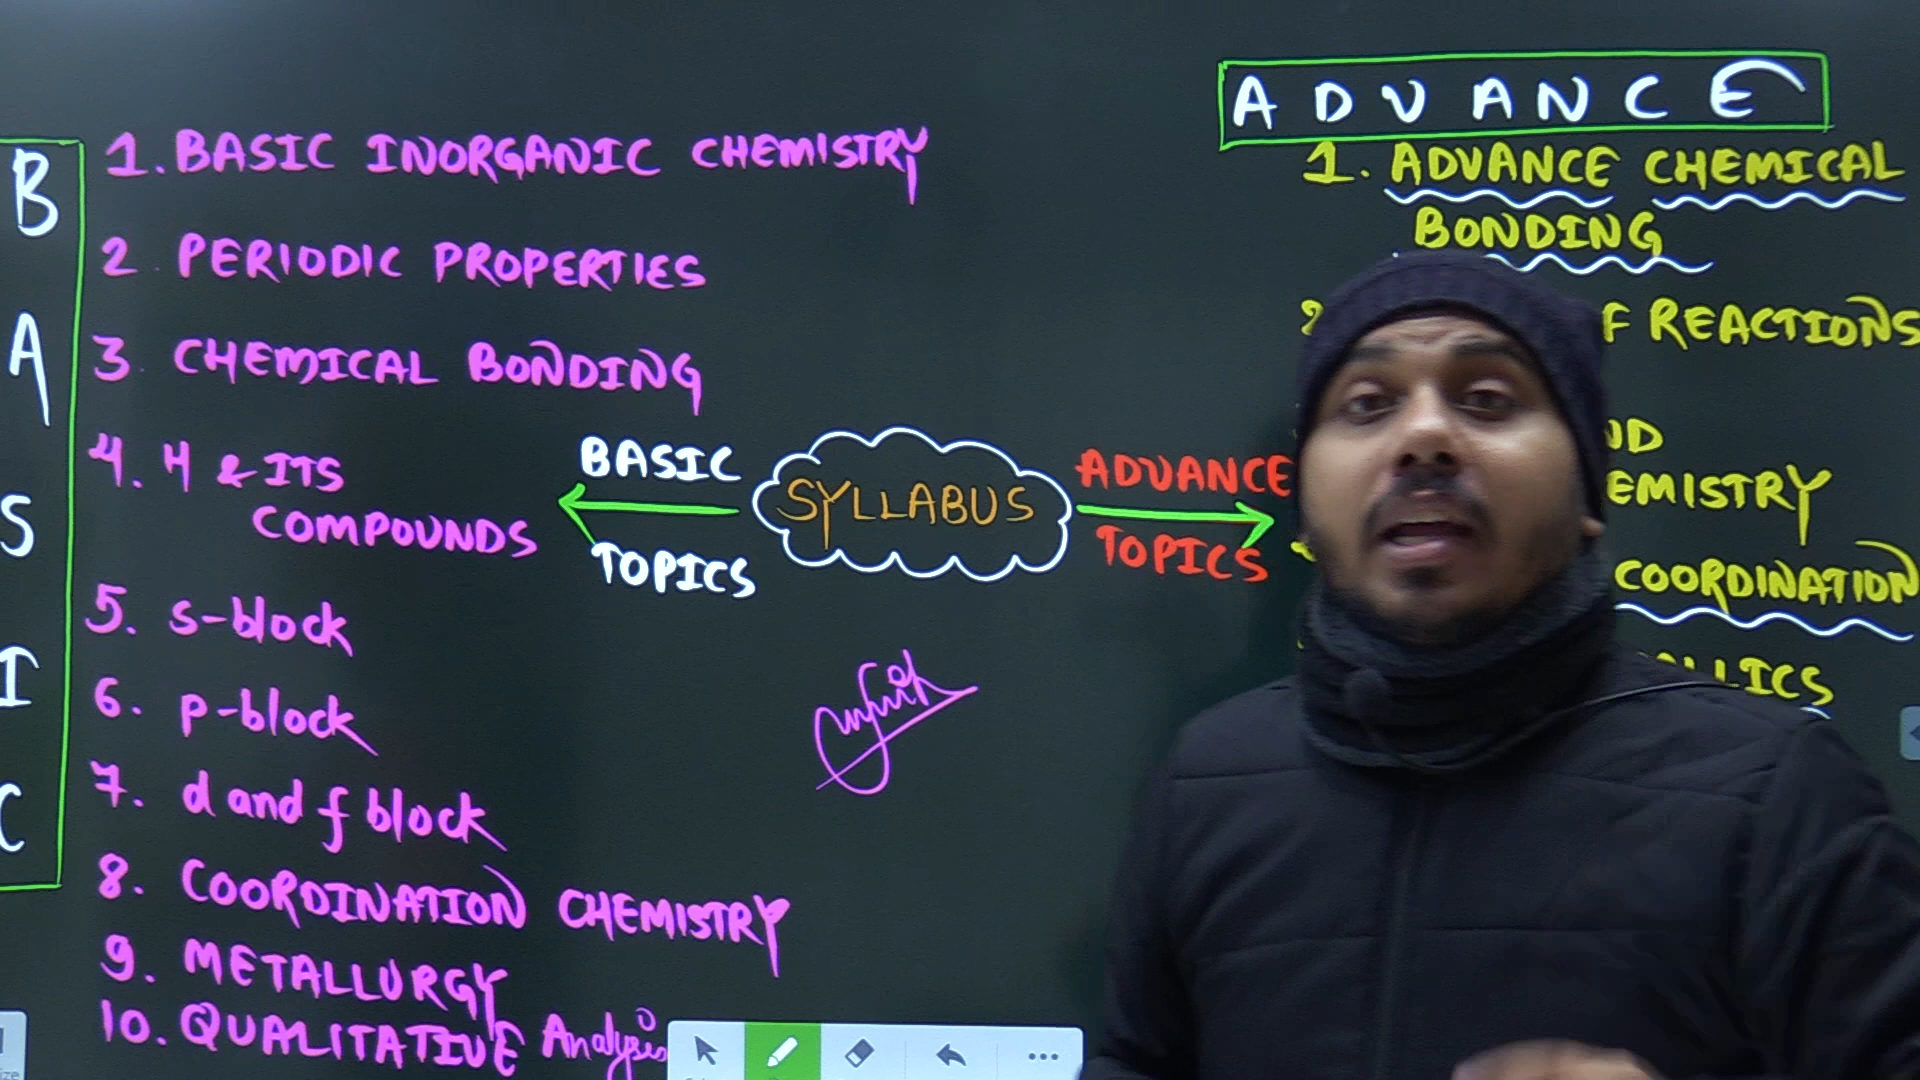 BASIC
1. BASIC INORGANIC CHEMISTRY
2. PERIODIC PROPERTIES
3. CHEMICAL BONDING
4. H & ITS
COMPOUNDS
5. s-block
6. p-block
7. d and f block
8. COORDINATION CHEMISTRY
9. METALLURGY
10. QUALITATIVE Analysis
BASIC
TOPICS
SYLLABUS
ADVANCE
TOPICS
ADVANCE
1. ADVANCE CHEMICAL
BONDING
F REACTIONS
ND
EMISTRY
COORDINATION
LLICS